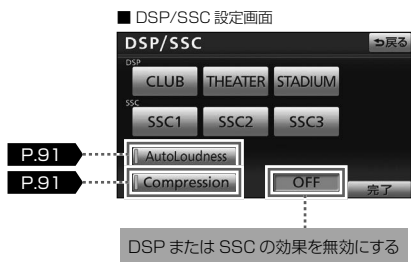 ■ DSP/SSC 設定画面
DSP/SSC
戻る
DSP
CLUB THEATER STADIUM
SSC
SSC1 SSC2 SSC3
P.91
AutoLoudness
P.91
Compression
OFF
完了
DSP または SSC の効果を無効にする